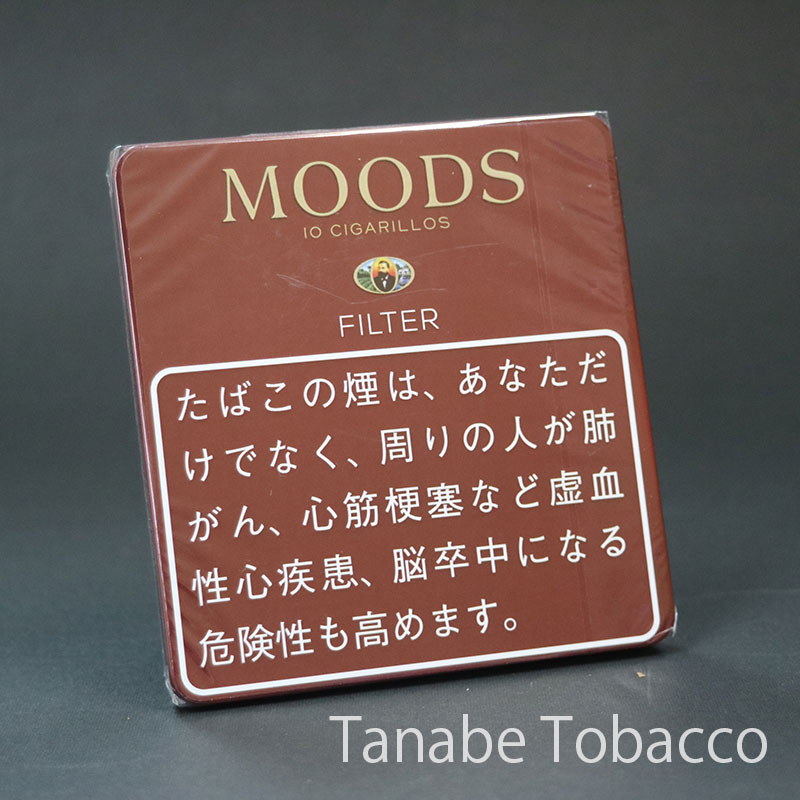 MOODS
10 CIGARILLOS
FILTER
たばこの煙は、あなただ
けでなく、周りの人が肺
がん、心筋梗塞など虚血
性心疾患、脳卒中になる
危険性も高めます。
Tanabe Tobacco